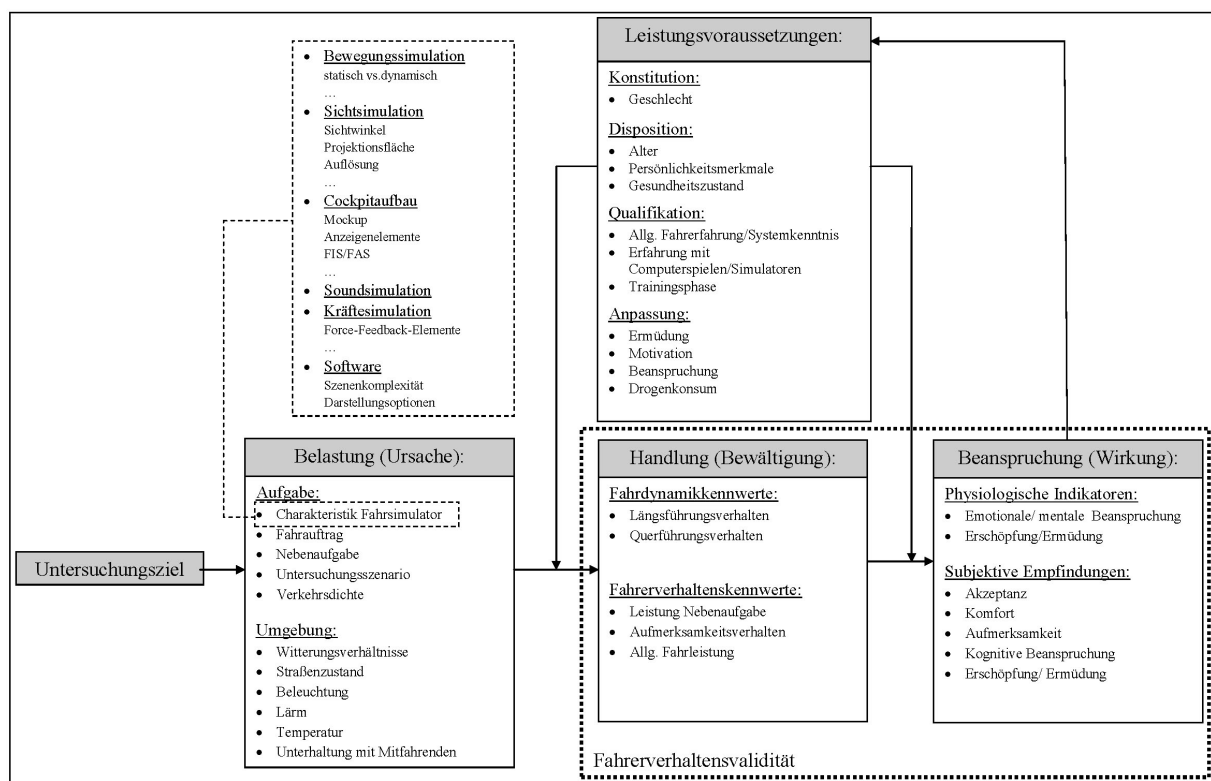 Bewegungssimulation
statisch vs.dynamisch
…
Sichtsimulation
Sichtwinkel
Projektionsfläche
Auflösung
…
Cockpitaufbau
Mockup
Anzeigenelemente
FIS/FAS
…
Soundsimulation
Kräftesimulation
Force-Feedback-Elemente
…
Software
Szenenkomplexität
Darstellungsoptionen
Leistungsvoraussetzungen:
Konstitution:
Geschlecht
Disposition:
Alter
Persönlichkeitsmerkmale
Gesundheitszustand
Qualifikation:
Allg. Fahrerfahrung/Systemkenntnis
Erfahrung mit
Computerspielen/Simulatoren
Trainingsphase
Anpassung:
Ermüdung
Motivation
Beanspruchung
Drogenkonsum
Untersuchungsziel
Belastung (Ursache):
Aufgabe:
Charakteristik Fahrsimulator
Fahrauftrag
Nebenaufgabe
Untersuchungsszenario
Verkehrsdichte
Umgebung:
Witterungsverhältnisse
Straßenzustand
Beleuchtung
Lärm
Temperatur
Unterhaltung mit Mitfahrenden
Handlung (Bewältigung):
Fahrdynamikkennwerte:
Längsführungsverhalten
Querführungsverhalten
Fahrerverhaltenskennwerte:
Leistung Nebenaufgabe
Aufmerksamkeitsverhalten
Allg. Fahrleistung
Beanspruchung (Wirkung):
Physiologische Indikatoren:
Emotionale/ mentale Beanspruchung
Erschöpfung/Ermüdung
Subjektive Empfindungen:
Akzeptanz
Komfort
Aufmerksamkeit
Kognitive Beanspruchung
Erschöpfung/ Ermüdung
Fahrerverhaltensvalidität